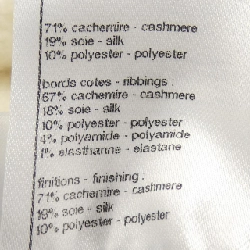 71% cachemire - cashmere
19% soie - silk
10% polyester - polyester
bords cotes - ribbings :
67% cachemire - cashmere
18% soie - silk
10% polyester - polyester
4% polyamide - polyamide
1% elasthanne - elastane
finitions - finishing :
71% cachemire - cashmere
19% soie - silk
10% polyester - polyester